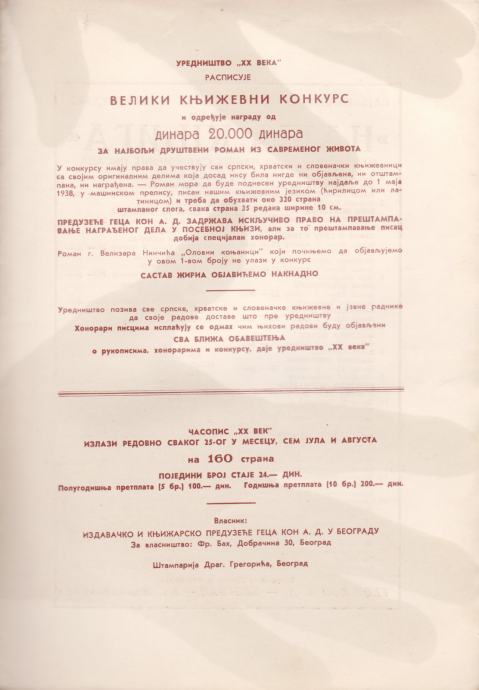 УРЕДНИШТВО „XX ВЕКА"
РАСПИСУЈЕ
ВЕЛИКИ КЊИЖЕВНИ КОНКУРС
и одређује награду од
динара 20.000 динара
ЗА НАЈБОЉИ ДРУШТВЕНИ РОМАН ИЗ САВРЕМЕНОГ ЖИВОТА
У конкурсу имају права да учествују сви српски, хрватски и словеначки књижевници
са својим оригиналним делима која досад нису била нигде ни објављена, ни отштам-
пана, ни награђена. — Роман мора да буде поднесен уредништву најдаље до 1 маја
1938, у машинском препису, писан нашим књижевним језиком (ћирилицом или ла-
тиницом) и треба да обухвати око 320 страна
штампаног слога, свака страна 35 редака ширине 10 см.
ПРЕДУЗЕЋЕ ГЕЦА КОН А. Д. ЗАДРЖАВА ИСКЉУЧИВО ПРАВО НА ПРЕШТАМПА-
ВАЊЕ НАГРАЂЕНОГ ДЕЛА У ПОСЕБНОЈ КЊИЗИ, али за то прештампавање писац
добија специјалан хонорар.
Роман г. Велизара Нинчића „Оловни коњаници" који почињемо да објављујемо
у овом 1-вом броју не улази у конкурс
САСТАВ ЖИРИА ОБЈАВИЋЕМО НАКНАДНО
Уредништво позива све српске, хрватске и словеначке књижевне и јавне раднике
да своје радове доставе што пре уредништву
Хонорари писцима исплаћују се одмах чим њихови радови буду објављени
СВА БЛИЖА ОБАВЕШТЕЊА
о рукописима, хонорарима и конкурсу, даје уредништво „XX века"
ЧАСОПИС „XX ВЕК"
ИЗЛАЗИ РЕДОВНО СВАКОГ 25-ОГ У МЕСЕЦУ, СЕМ ЈУЛА И АВГУСТА
на 160 страна
ПОЈЕДИНИ БРОЈ СТАЈЕ 24.— ДИН.
Полугодишња претплата (5 бр.) 100.— дин. Годишња претплата (10 бр.) 200.— дин.
Власник:
ИЗДАВАЧКО И КЊИЖАРСКО ПРЕДУЗЕЋЕ ГЕЦА КОН А. Д. У БЕОГРАДУ
За власништво: Фр. Бах, Добрачина 30, Београд
Штампарија Драг. Грегорића, Београд